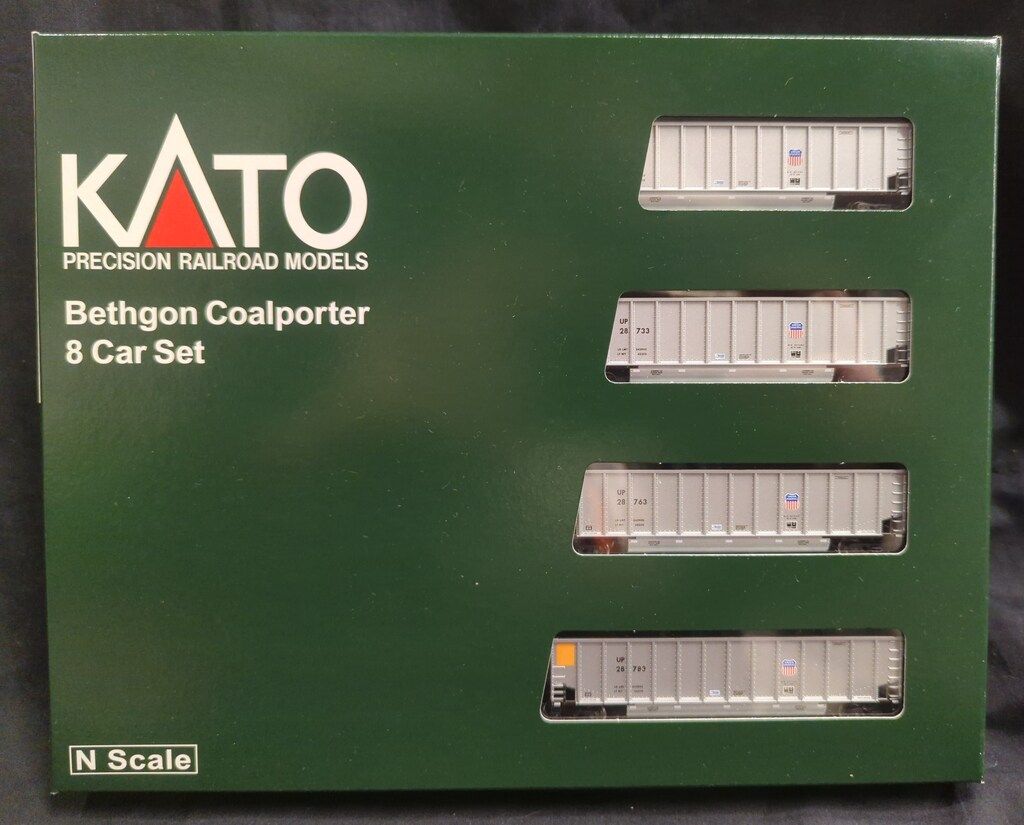 KATO
PRECISION RAILROAD MODELS
Bethgon Coalporter
8 Car Set
UP
28 733
UP
28 763
UP
28 783
N Scale